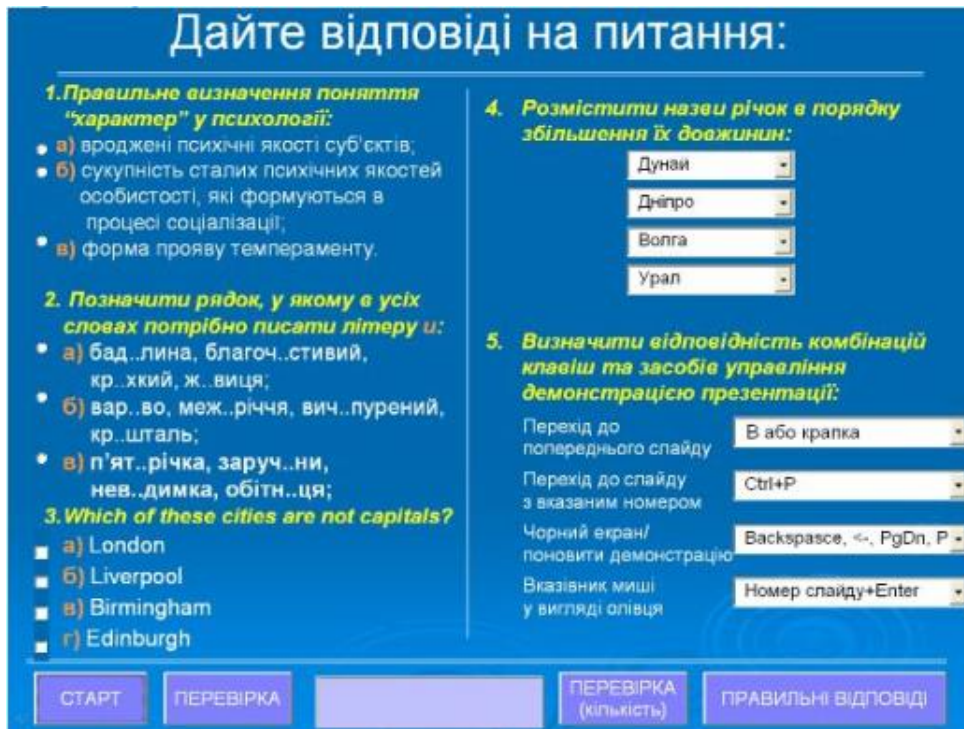 Дайте відповіді на питання:
1.Правильне визначення поняття
“характер” у психології:
а) вроджені психічні якості суб’єктів;
б) сукупність сталих психічних якостей
особистості, які формуються в
процесі соціалізації;
в) форма прояву темпераменту.
2. Позначити рядок, у якому в усіх
словах потрібно писати літеру и:
а) бад..лина, благоч..стивий,
кр..хкий, ж..виця;
б) вар..во, меж..річчя, вич..пурений,
кр..шталь;
в) п’ят..річка, заруч..ни,
нев..димка, обітн..ця;
3.Which of these cities are not capitals?
а) London
б) Liverpool
в) Birmingham
г) Edinburgh
4. Розмістити назви річок в порядку
збільшення їх довжинин:
Дунай
Дніпро
Волга
Урал
5. Визначити відповідність комбінацій
клавіш та засобів управління
демонстрацією презентації:
Перехід до
попереднього слайду
В або крапка
Перехід до слайду
з вказаним номером
Ctrl+P
Чорний екран/
поновити демонстрацію
Backspasce, <-, PgDn, P
Вказівник миші
у вигляді олівця
Номер слайду+Enter
СТАРТ
ПЕРЕВІРКА
ПЕРЕВІРКА
(кількість)
ПРАВИЛЬНІ ВІДПОВІДІ